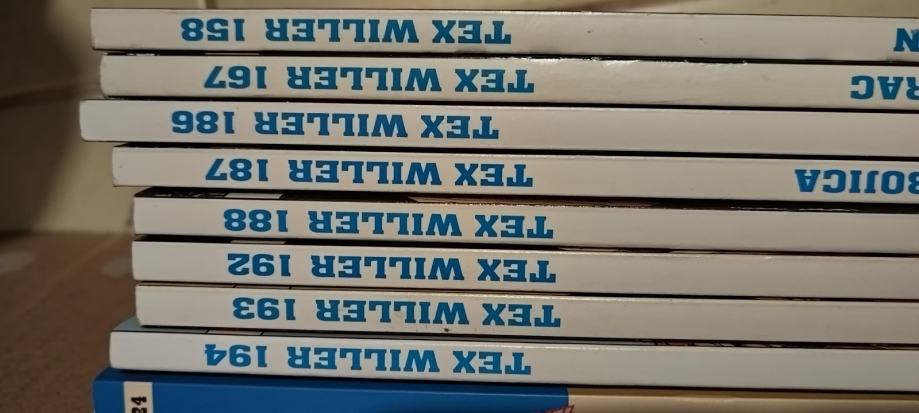 TEX WILLER 158
TEX WILLER 167
TEX WILLER 186
TEX WILLER 187
TEX WILLER 188
TEX WILLER 192
TEX WILLER 193
TEX WILLER 194
24